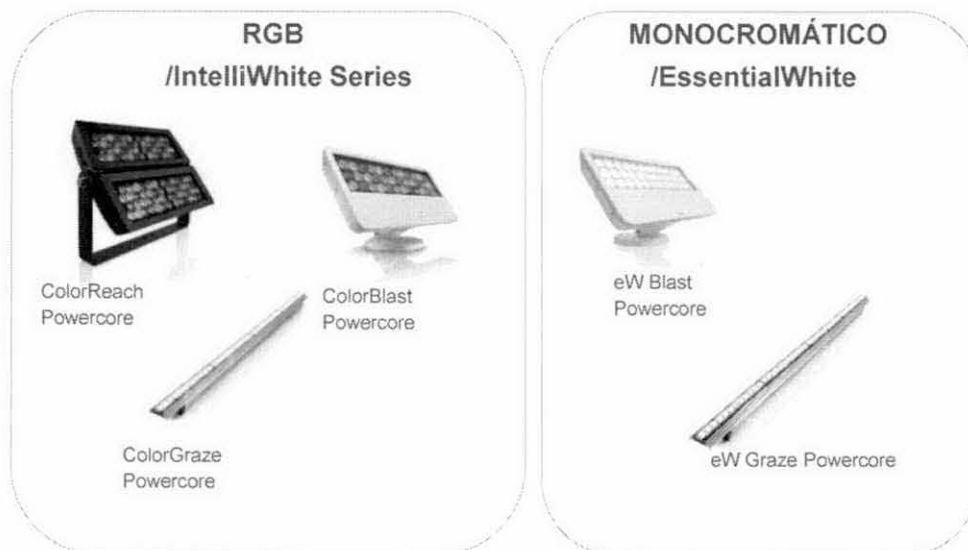 RGB
/IntelliWhite Series
ColorReach
Powercore
ColorBlast
Powercore
ColorGraze
Powercore
MONOCROMÁTICO
/EssentialWhite
eW Blast
Powercore
eW Graze Powercore